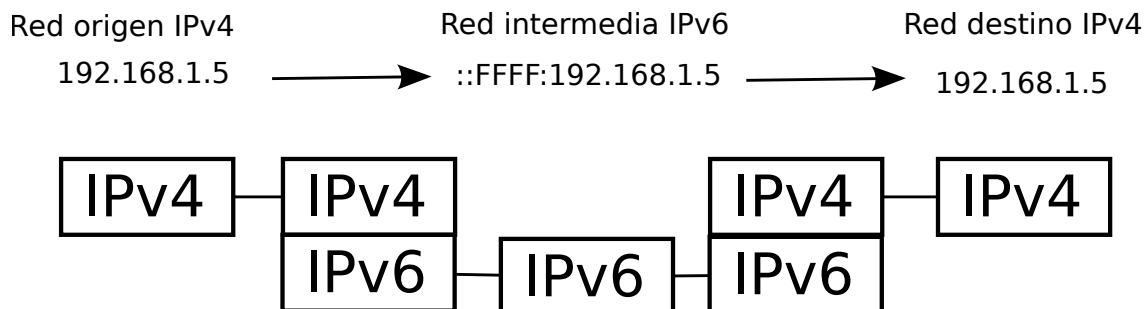 Red origen IPv4
192.168.1.5
Red intermedia IPv6
::FFFF:192.168.1.5
Red destino IPv4
192.168.1.5
IPv4
IPv4
IPv4
IPv4
IPv6
IPv6
IPv6